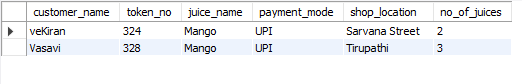 customer_name token_no juice_name payment_mode shop_location no_of_juices
veKiran 324 Mango UPI Sarvana Street 2
Vasavi 328 Mango UPI Tirupathi 3